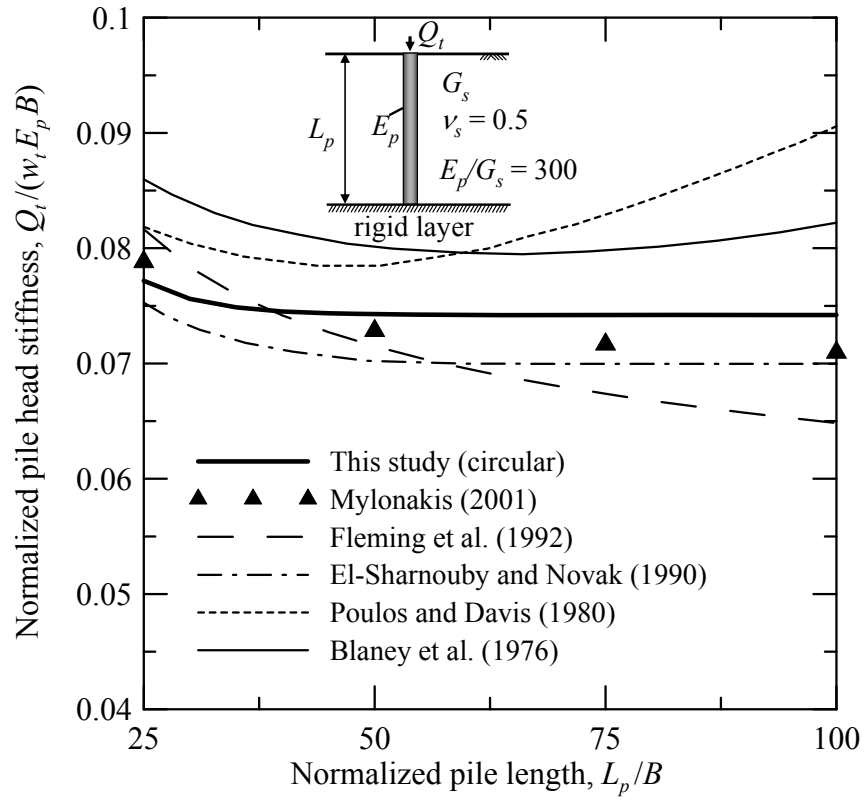 Normalized pile head stiffness, Q_t/(w_t E_p B)
0.1
0.09
0.08
0.07
0.06
0.05
0.04
Q_t
G_s
L_p
E_p
ν_s = 0.5
E_p/G_s = 300
rigid layer
This study (circular)
Mylonakis (2001)
Fleming et al. (1992)
El-Sharnouby and Novak (1990)
Poulos and Davis (1980)
Blaney et al. (1976)
25 50 75 100
Normalized pile length, L_p/B